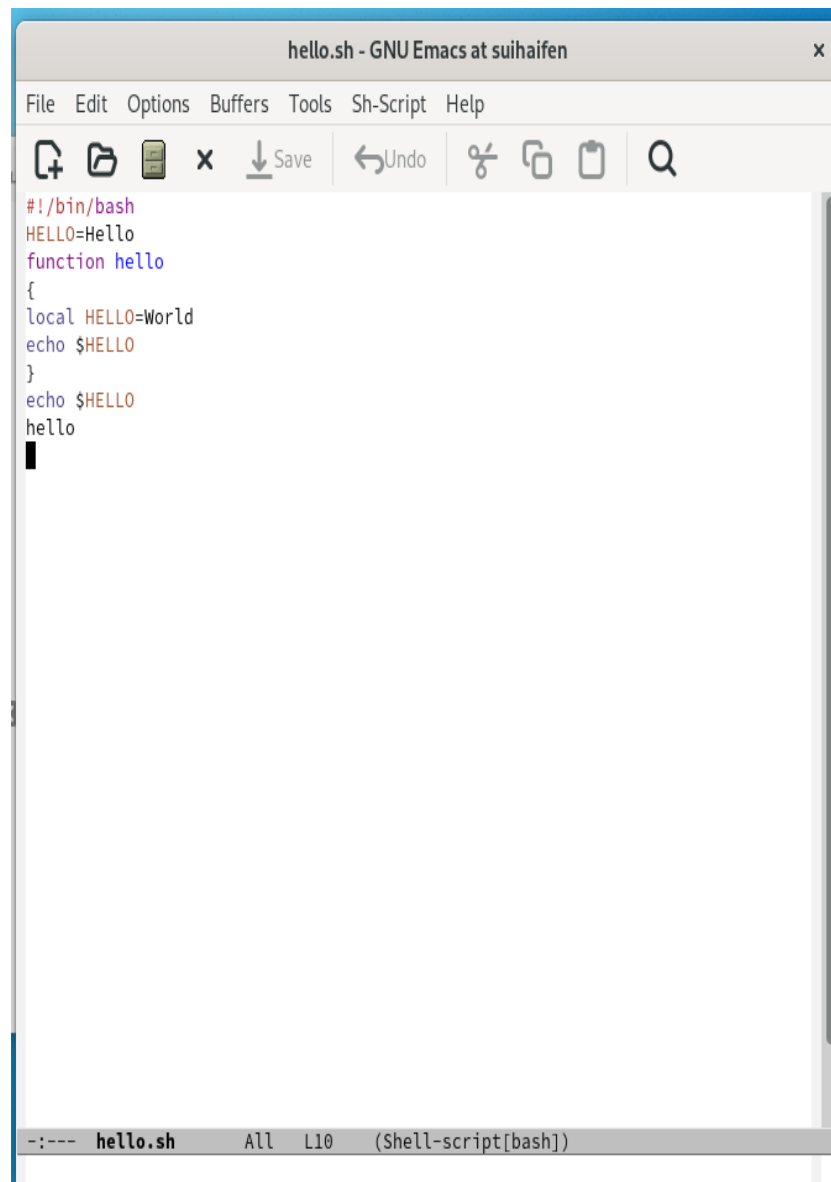 hello.sh - GNU Emacs at suihaifen
File Edit Options Buffers Tools Sh-Script Help
Save Undo
#!/bin/bash
HELLO=Hello
function hello
{
local HELLO=World
echo $HELLO
}
echo $HELLO
hello
-:--- hello.sh All L10 (Shell-script[bash])